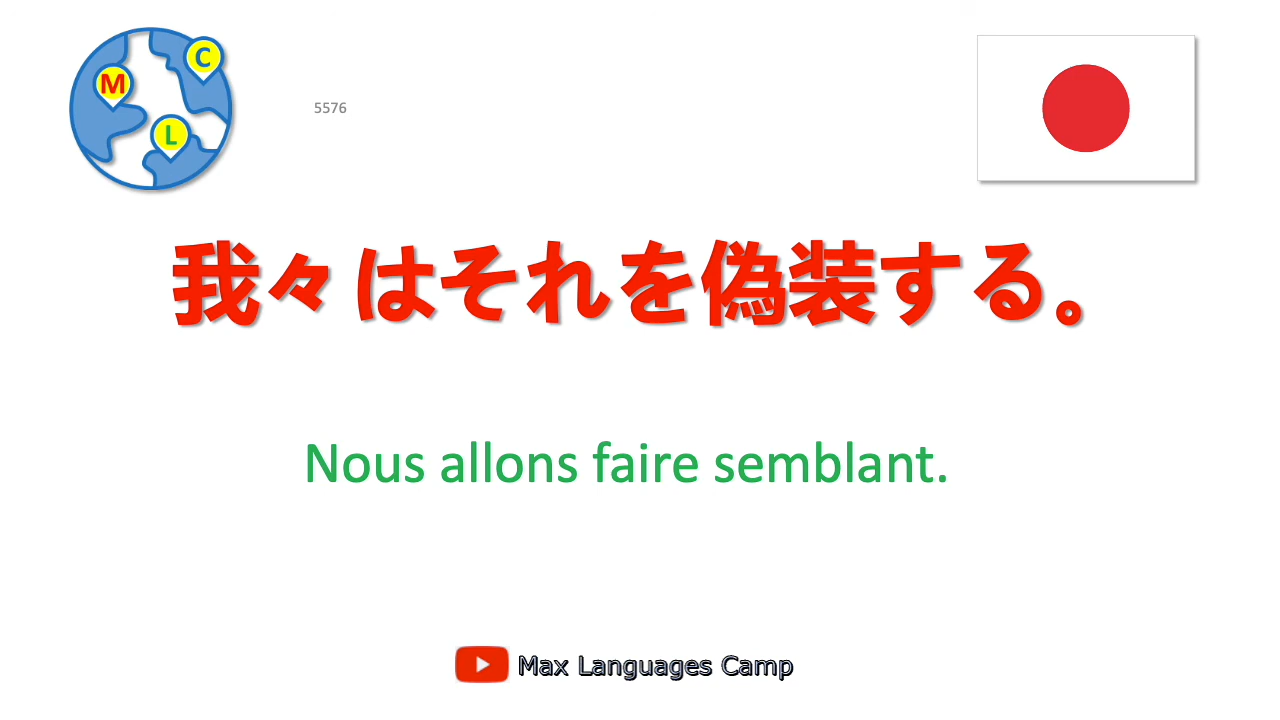 M
C
L
5576
我々はそれを偽装する。
Nous allons faire semblant.
Max Languages Camp